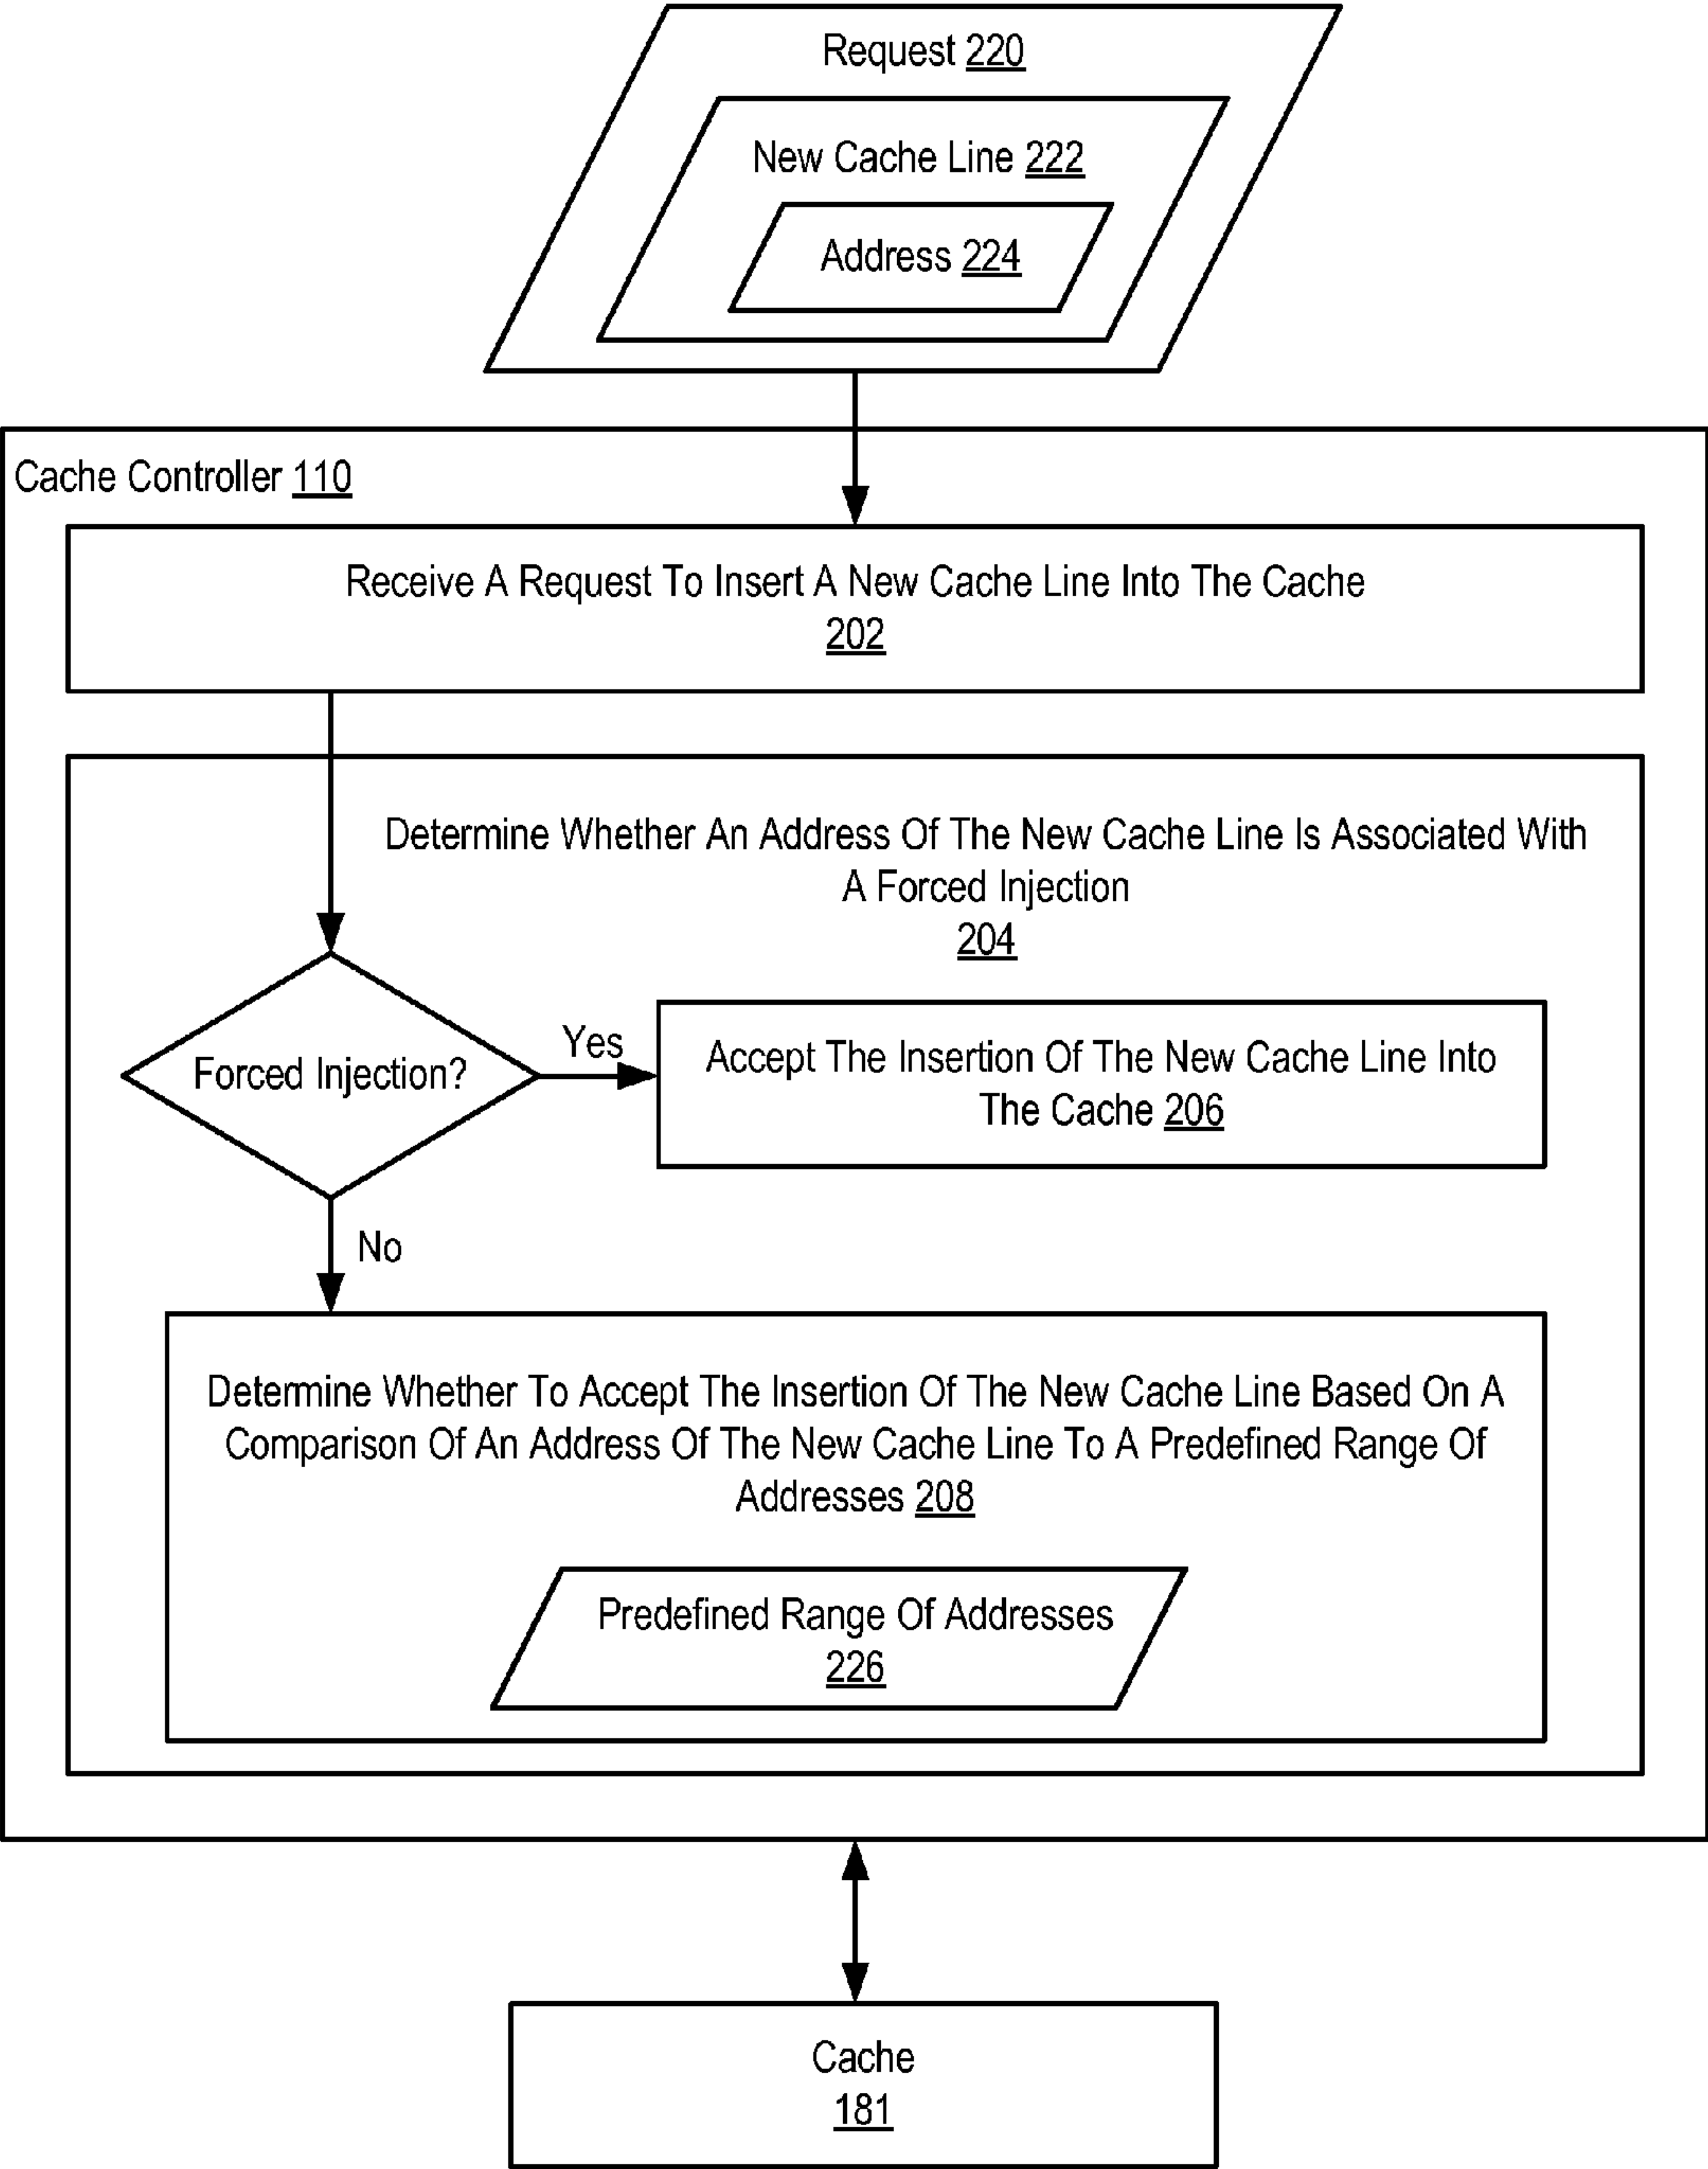 Request 220
New Cache Line 222
Address 224
Cache Controller 110
Receive A Request To Insert A New Cache Line Into The Cache
202
Determine Whether An Address Of The New Cache Line Is Associated With
A Forced Injection
204
Forced Injection?
Yes
Accept The Insertion Of The New Cache Line Into
The Cache 206
No
Determine Whether To Accept The Insertion Of The New Cache Line Based On A
Comparison Of An Address Of The New Cache Line To A Predefined Range Of
Addresses 208
Predefined Range Of Addresses
226
Cache
181